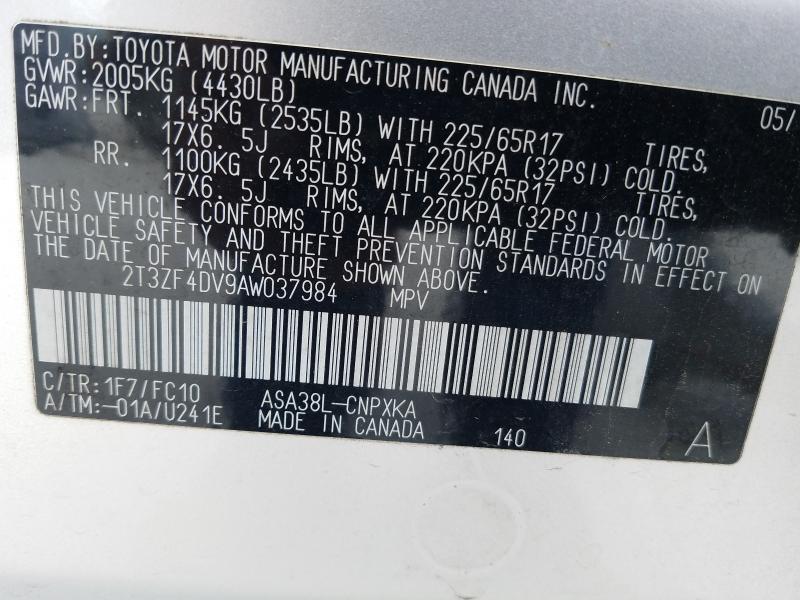 MFD.BY:TOYOTA MOTOR MANUFACTURING CANADA INC.
05/
GVWR:2005KG (4430LB)
GAWR:FRT. 1145KG (2535LB) WITH 225/65R17 TIRES,
17X6. 5J RIMS, AT 220KPA (32PSI) COLD.
RR. 1100KG (2435LB) WITH 225/65R17 TIRES,
17X6. 5J RIMS, AT 220KPA (32PSI) COLD.
THIS VEHICLE CONFORMS TO ALL APPLICABLE FEDERAL MOTOR
VEHICLE SAFETY AND THEFT PREVENTION STANDARDS IN EFFECT ON
THE DATE OF MANUFACTURE SHOWN ABOVE.
2T3ZF4DV9AW037984 MPV
C/TR:1F7/FC10 ASA38L-CNPXKA
A/TM:-01A/U241E MADE IN CANADA 140 A